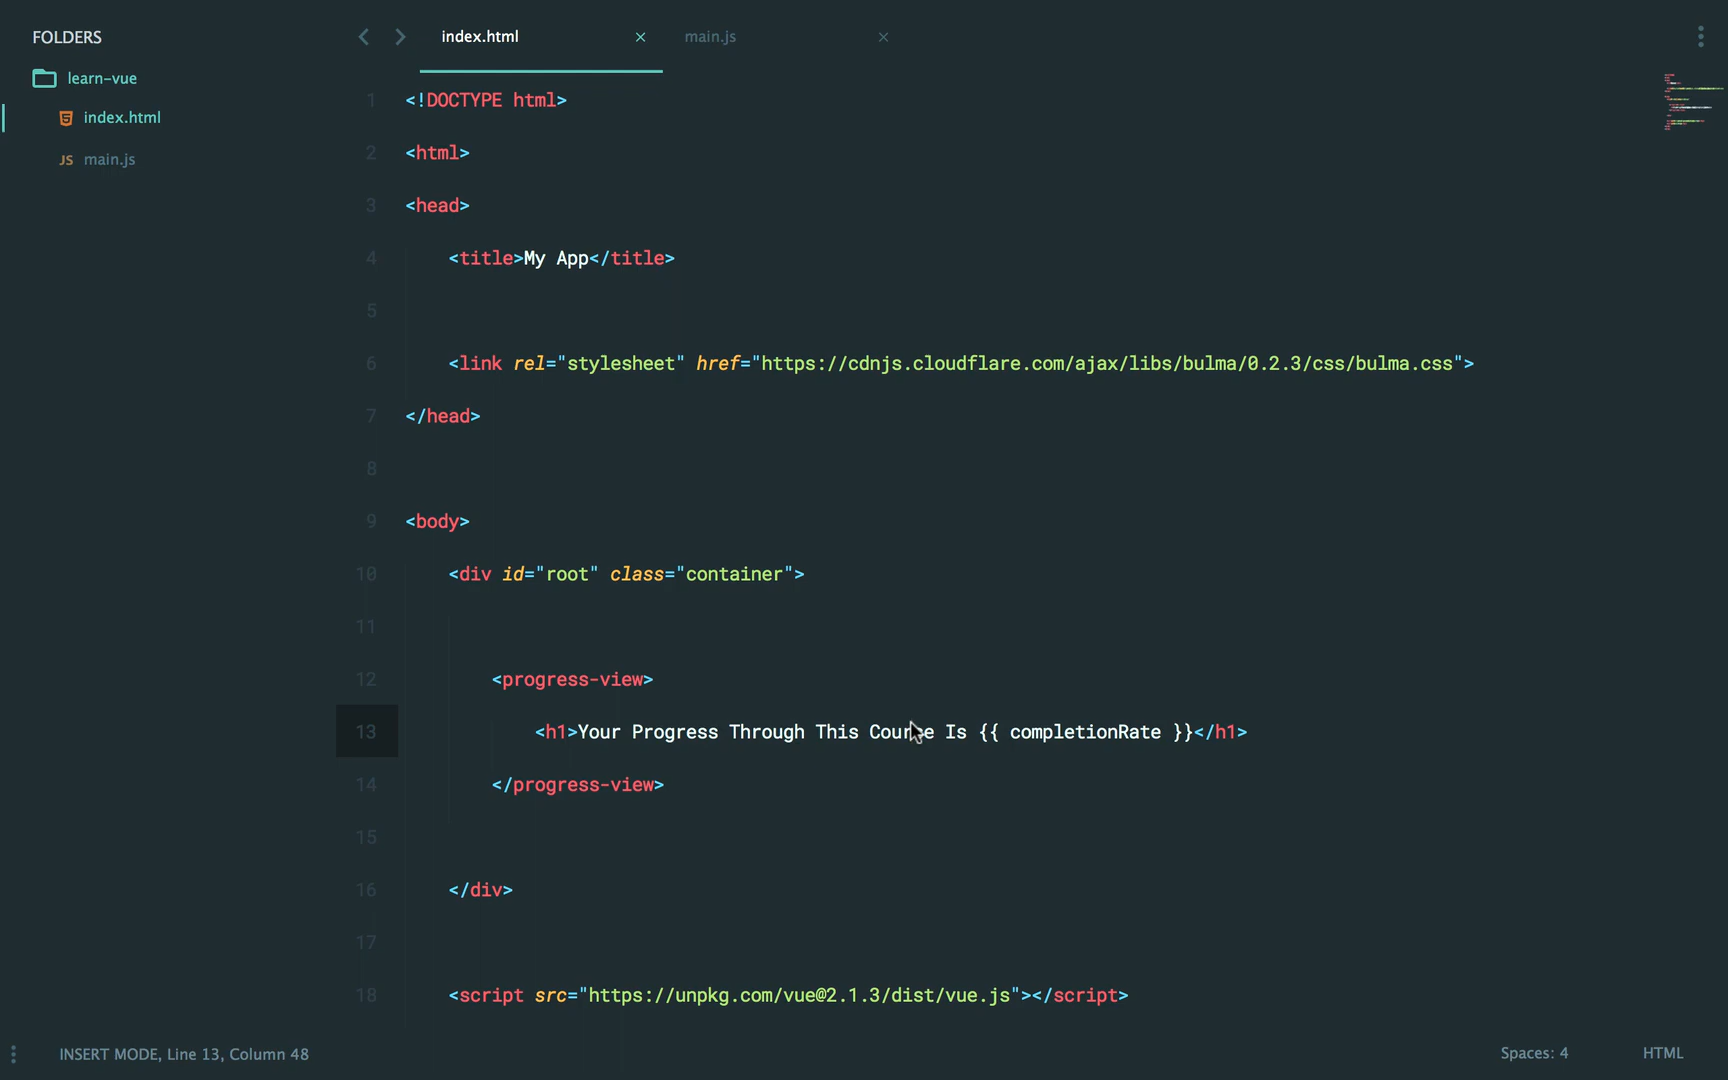 FOLDERS
learn-vue
index.html
JS main.js
index.html × main.js ×
1 <!DOCTYPE html>
2 <html>
3 <head>
4 <title>My App</title>
5
6 <link rel="stylesheet" href="https://cdnjs.cloudflare.com/ajax/libs/bulma/0.2.3/css/bulma.css">
7 </head>
8
9 <body>
10 <div id="root" class="container">
11
12 <progress-view>
13 <h1>Your Progress Through This Course Is {{ completionRate }}</h1>
14 </progress-view>
15
16 </div>
17
18 <script src="https://unpkg.com/vue@2.1.3/dist/vue.js"></script>
INSERT MODE, Line 13, Column 48
Spaces: 4
HTML